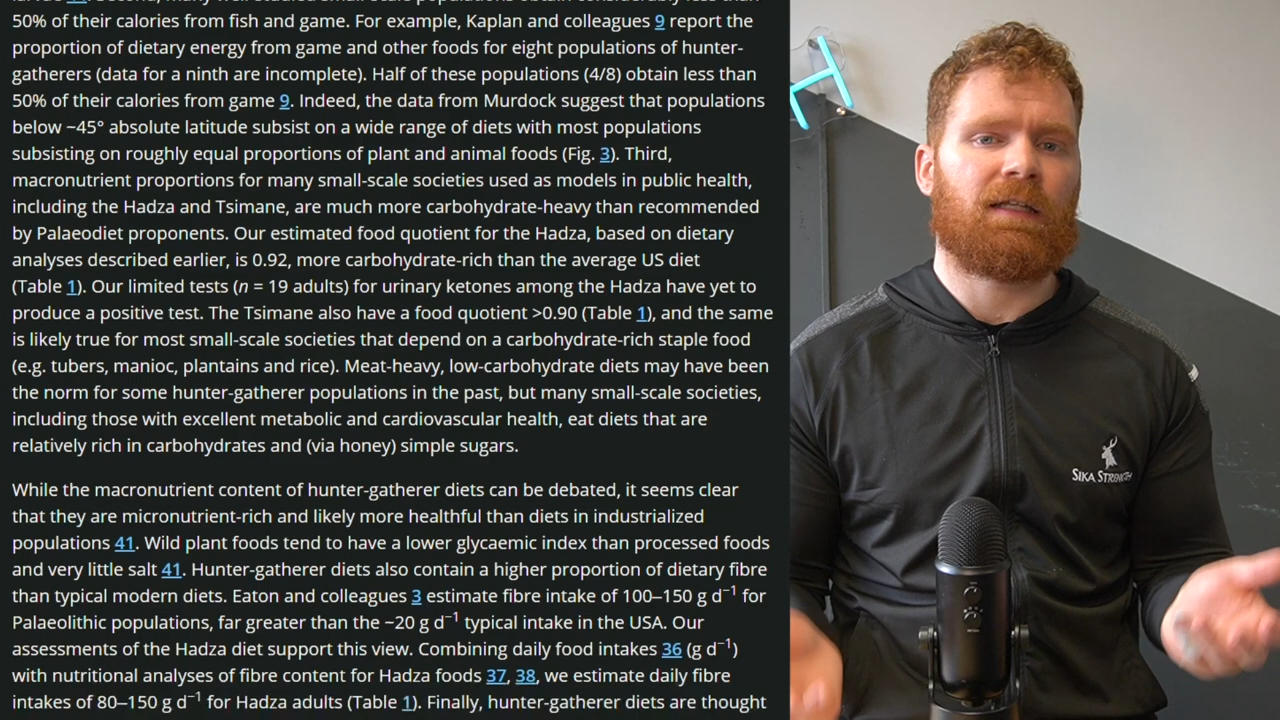 50% of their calories from fish and game. For example, Kaplan and colleagues 9 report the
proportion of dietary energy from game and other foods for eight populations of hunter-
gatherers (data for a ninth are incomplete). Half of these populations (4/8) obtain less than
50% of their calories from game 9. Indeed, the data from Murdock suggest that populations
below ~45° absolute latitude subsist on a wide range of diets with most populations
subsisting on roughly equal proportions of plant and animal foods (Fig. 3). Third,
macronutrient proportions for many small-scale societies used as models in public health,
including the Hadza and Tsimane, are much more carbohydrate-heavy than recommended
by Palaeodiet proponents. Our estimated food quotient for the Hadza, based on dietary
analyses described earlier, is 0.92, more carbohydrate-rich than the average US diet
(Table 1). Our limited tests (n = 19 adults) for urinary ketones among the Hadza have yet to
produce a positive test. The Tsimane also have a food quotient >0.90 (Table 1), and the same
is likely true for most small-scale societies that depend on a carbohydrate-rich staple food
(e.g. tubers, manioc, plantains and rice). Meat-heavy, low-carbohydrate diets may have been
the norm for some hunter-gatherer populations in the past, but many small-scale societies,
including those with excellent metabolic and cardiovascular health, eat diets that are
relatively rich in carbohydrates and (via honey) simple sugars.
While the macronutrient content of hunter-gatherer diets can be debated, it seems clear
that they are micronutrient-rich and likely more healthful than diets in industrialized
populations 41. Wild plant foods tend to have a lower glycaemic index than processed foods
and very little salt 41. Hunter-gatherer diets also contain a higher proportion of dietary fibre
than typical modern diets. Eaton and colleagues 3 estimate fibre intake of 100–150 g d⁻¹ for
Palaeolithic populations, far greater than the ~20 g d⁻¹ typical intake in the USA. Our
assessments of the Hadza diet support this view. Combining daily food intakes 36 (g d⁻¹)
with nutritional analyses of fibre content for Hadza foods 37, 38, we estimate daily fibre
intakes of 80–150 g d⁻¹ for Hadza adults (Table 1). Finally, hunter-gatherer diets are thought
SIKA STRENGTH